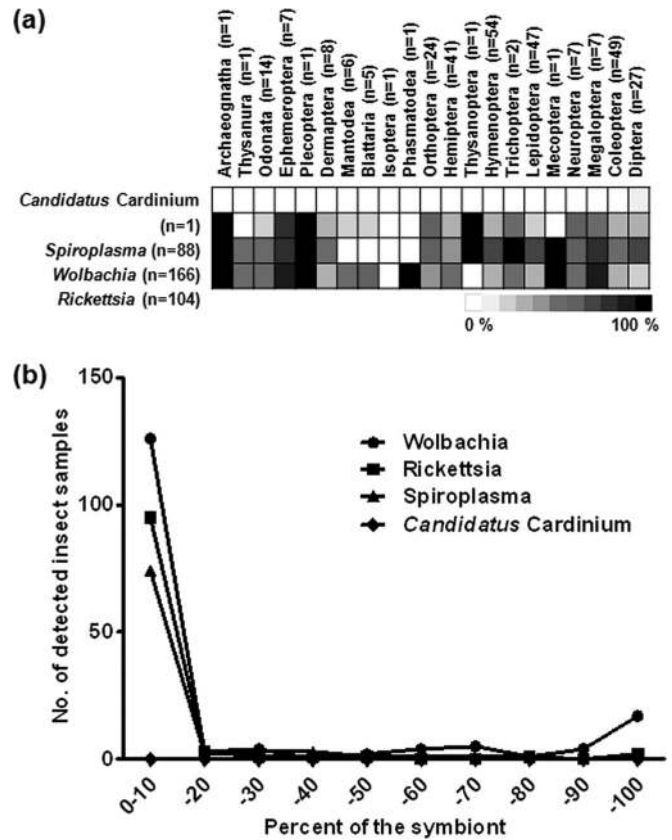 (a)
Archaeognatha (n=1)
Thysanura (n=1)
Odonata (n=14)
Ephemeroptera (n=7)
Plecoptera (n=1)
Dermaptera (n=8)
Mantodea (n=6)
Blattaria (n=5)
Isoptera (n=1)
Phasmatodea (n=1)
Orthoptera (n=24)
Hemiptera (n=41)
Thysanoptera (n=1)
Hymenoptera (n=54)
Trichoptera (n=2)
Lepidoptera (n=47)
Mecoptera (n=1)
Neuroptera (n=7)
Megaloptera (n=7)
Coleoptera (n=49)
Diptera (n=27)
Candidatus Cardinium
(n=1)
Spiroplasma (n=88)
Wolbachia (n=166)
Rickettsia (n=104)
0 % 100 %
(b)
No. of detected insect samples
150
100
50
0
Wolbachia
Rickettsia
Spiroplasma
Candidatus Cardinium
0-10 -20 -30 -40 -50 -60 -70 -80 -90 -100
Percent of the symbiont